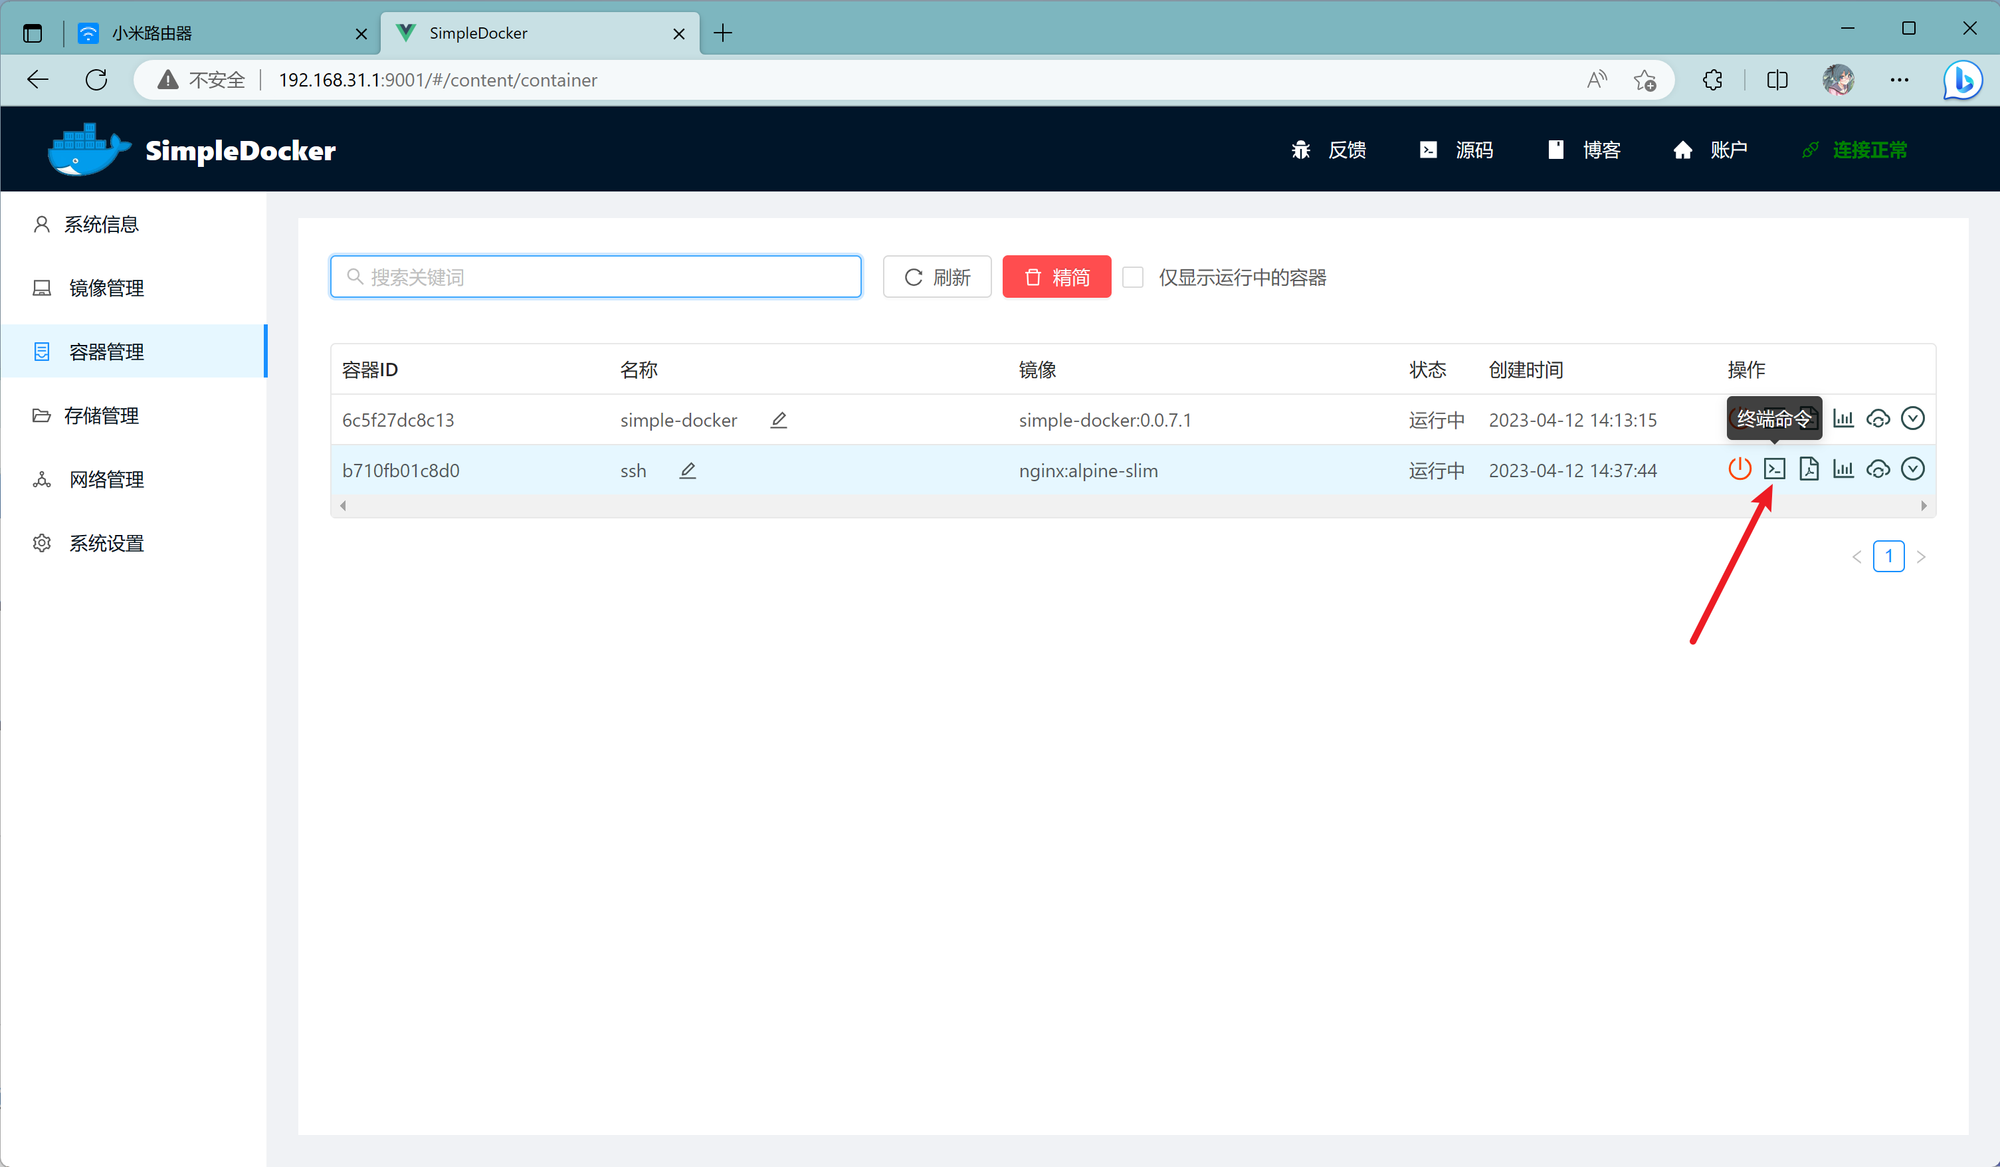 小米路由器
SimpleDocker
不安全
192.168.31.1:9001/#/content/container
SimpleDocker
反馈
源码
博客
账户
连接正常
系统信息
镜像管理
容器管理
存储管理
网络管理
系统设置
搜索关键词
刷新
精简
仅显示运行中的容器
容器ID 名称 镜像 状态 创建时间 操作
6c5f27dc8c13 simple-docker simple-docker:0.0.7.1 运行中 2023-04-12 14:13:15
终端命令
b710fb01c8d0 ssh nginx:alpine-slim 运行中 2023-04-12 14:37:44
1